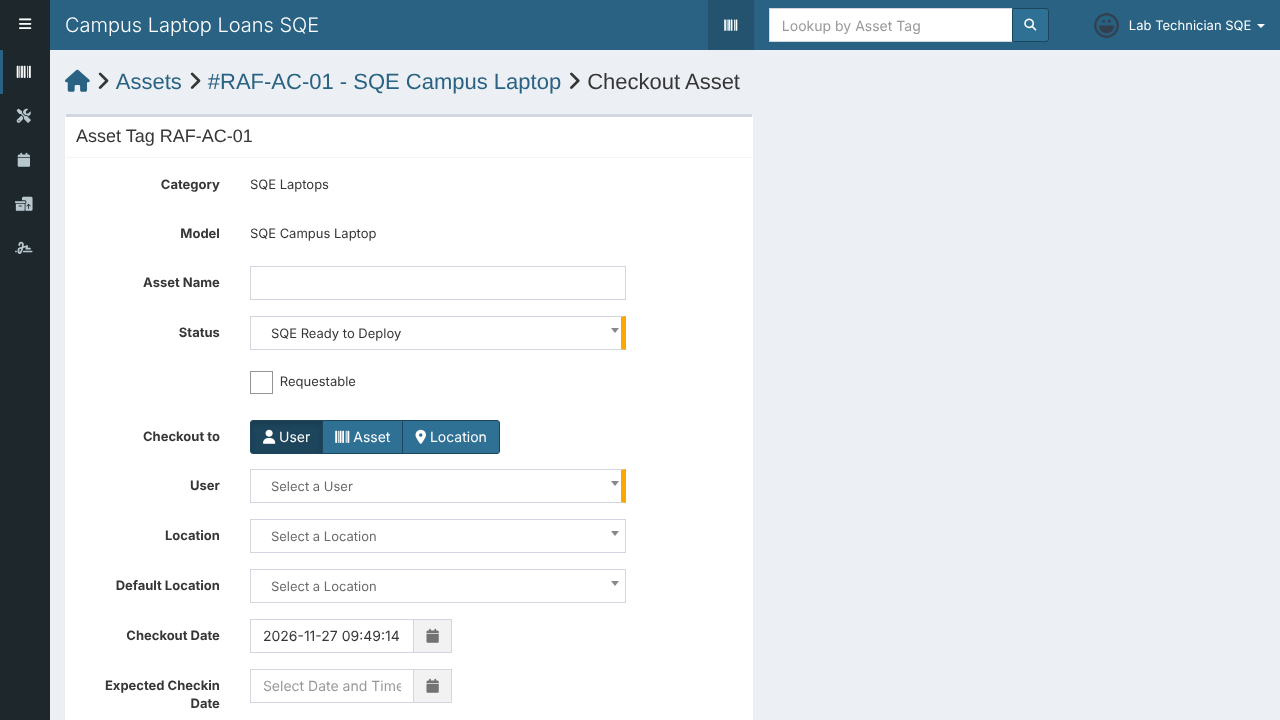 Campus Laptop Loans SQE
Lookup by Asset Tag
Lab Technician SQE
Assets
#RAF-AC-01 - SQE Campus Laptop
Checkout Asset
Asset Tag RAF-AC-01
Category
SQE Laptops
Model
SQE Campus Laptop
Asset Name
Status
SQE Ready to Deploy
Requestable
Checkout to
User
Asset
Location
User
Select a User
Location
Select a Location
Default Location
Select a Location
Checkout Date
2026-11-27 09:49:14
Expected Checkin
Date
Select Date and Time